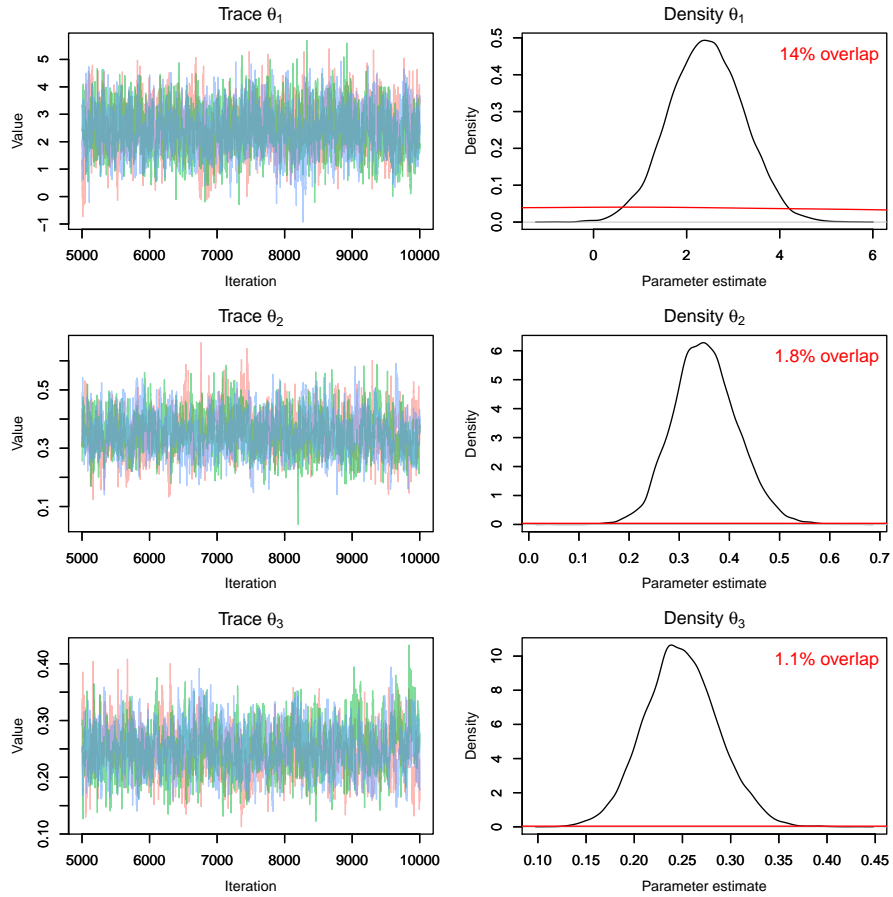 Trace θ1
Value
−1 0 1 2 3 4 5
5000 6000 7000 8000 9000 10000
Iteration
Density θ1
14% overlap
Density
0.0 0.1 0.2 0.3 0.4 0.5
0 2 4 6
Parameter estimate
Trace θ2
Value
0.1 0.3 0.5
5000 6000 7000 8000 9000 10000
Iteration
Density θ2
1.8% overlap
Density
0 1 2 3 4 5 6
0.0 0.1 0.2 0.3 0.4 0.5 0.6 0.7
Parameter estimate
Trace θ3
Value
0.10 0.20 0.30 0.40
5000 6000 7000 8000 9000 10000
Iteration
Density θ3
1.1% overlap
Density
0 2 4 6 8 10
0.10 0.15 0.20 0.25 0.30 0.35 0.40 0.45
Parameter estimate